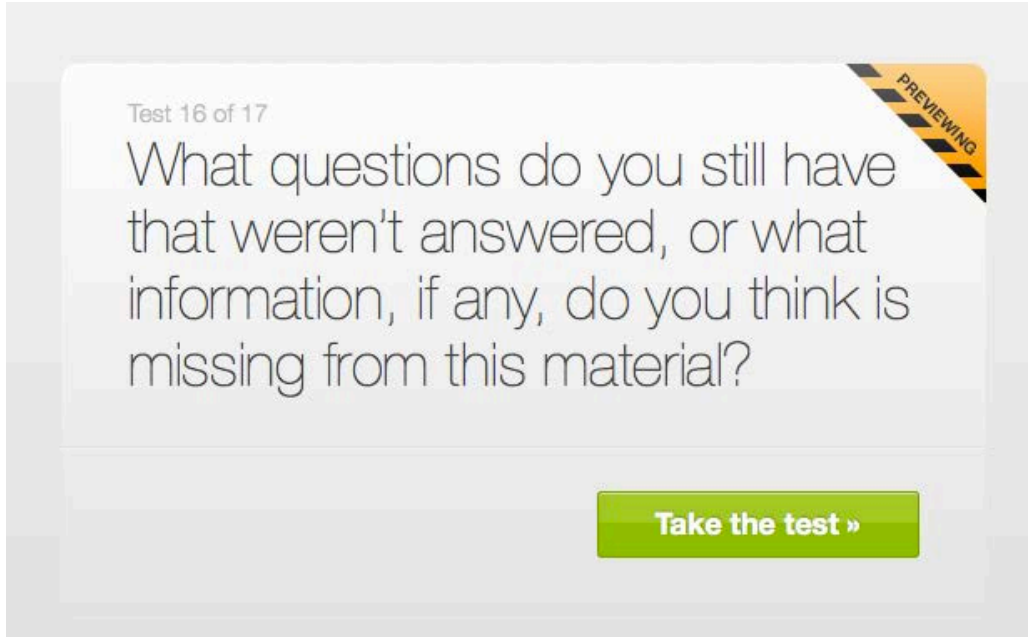 PREVIEWING
Test 16 of 17
What questions do you still have
that weren't answered, or what
information, if any, do you think is
missing from this material?
Take the test »